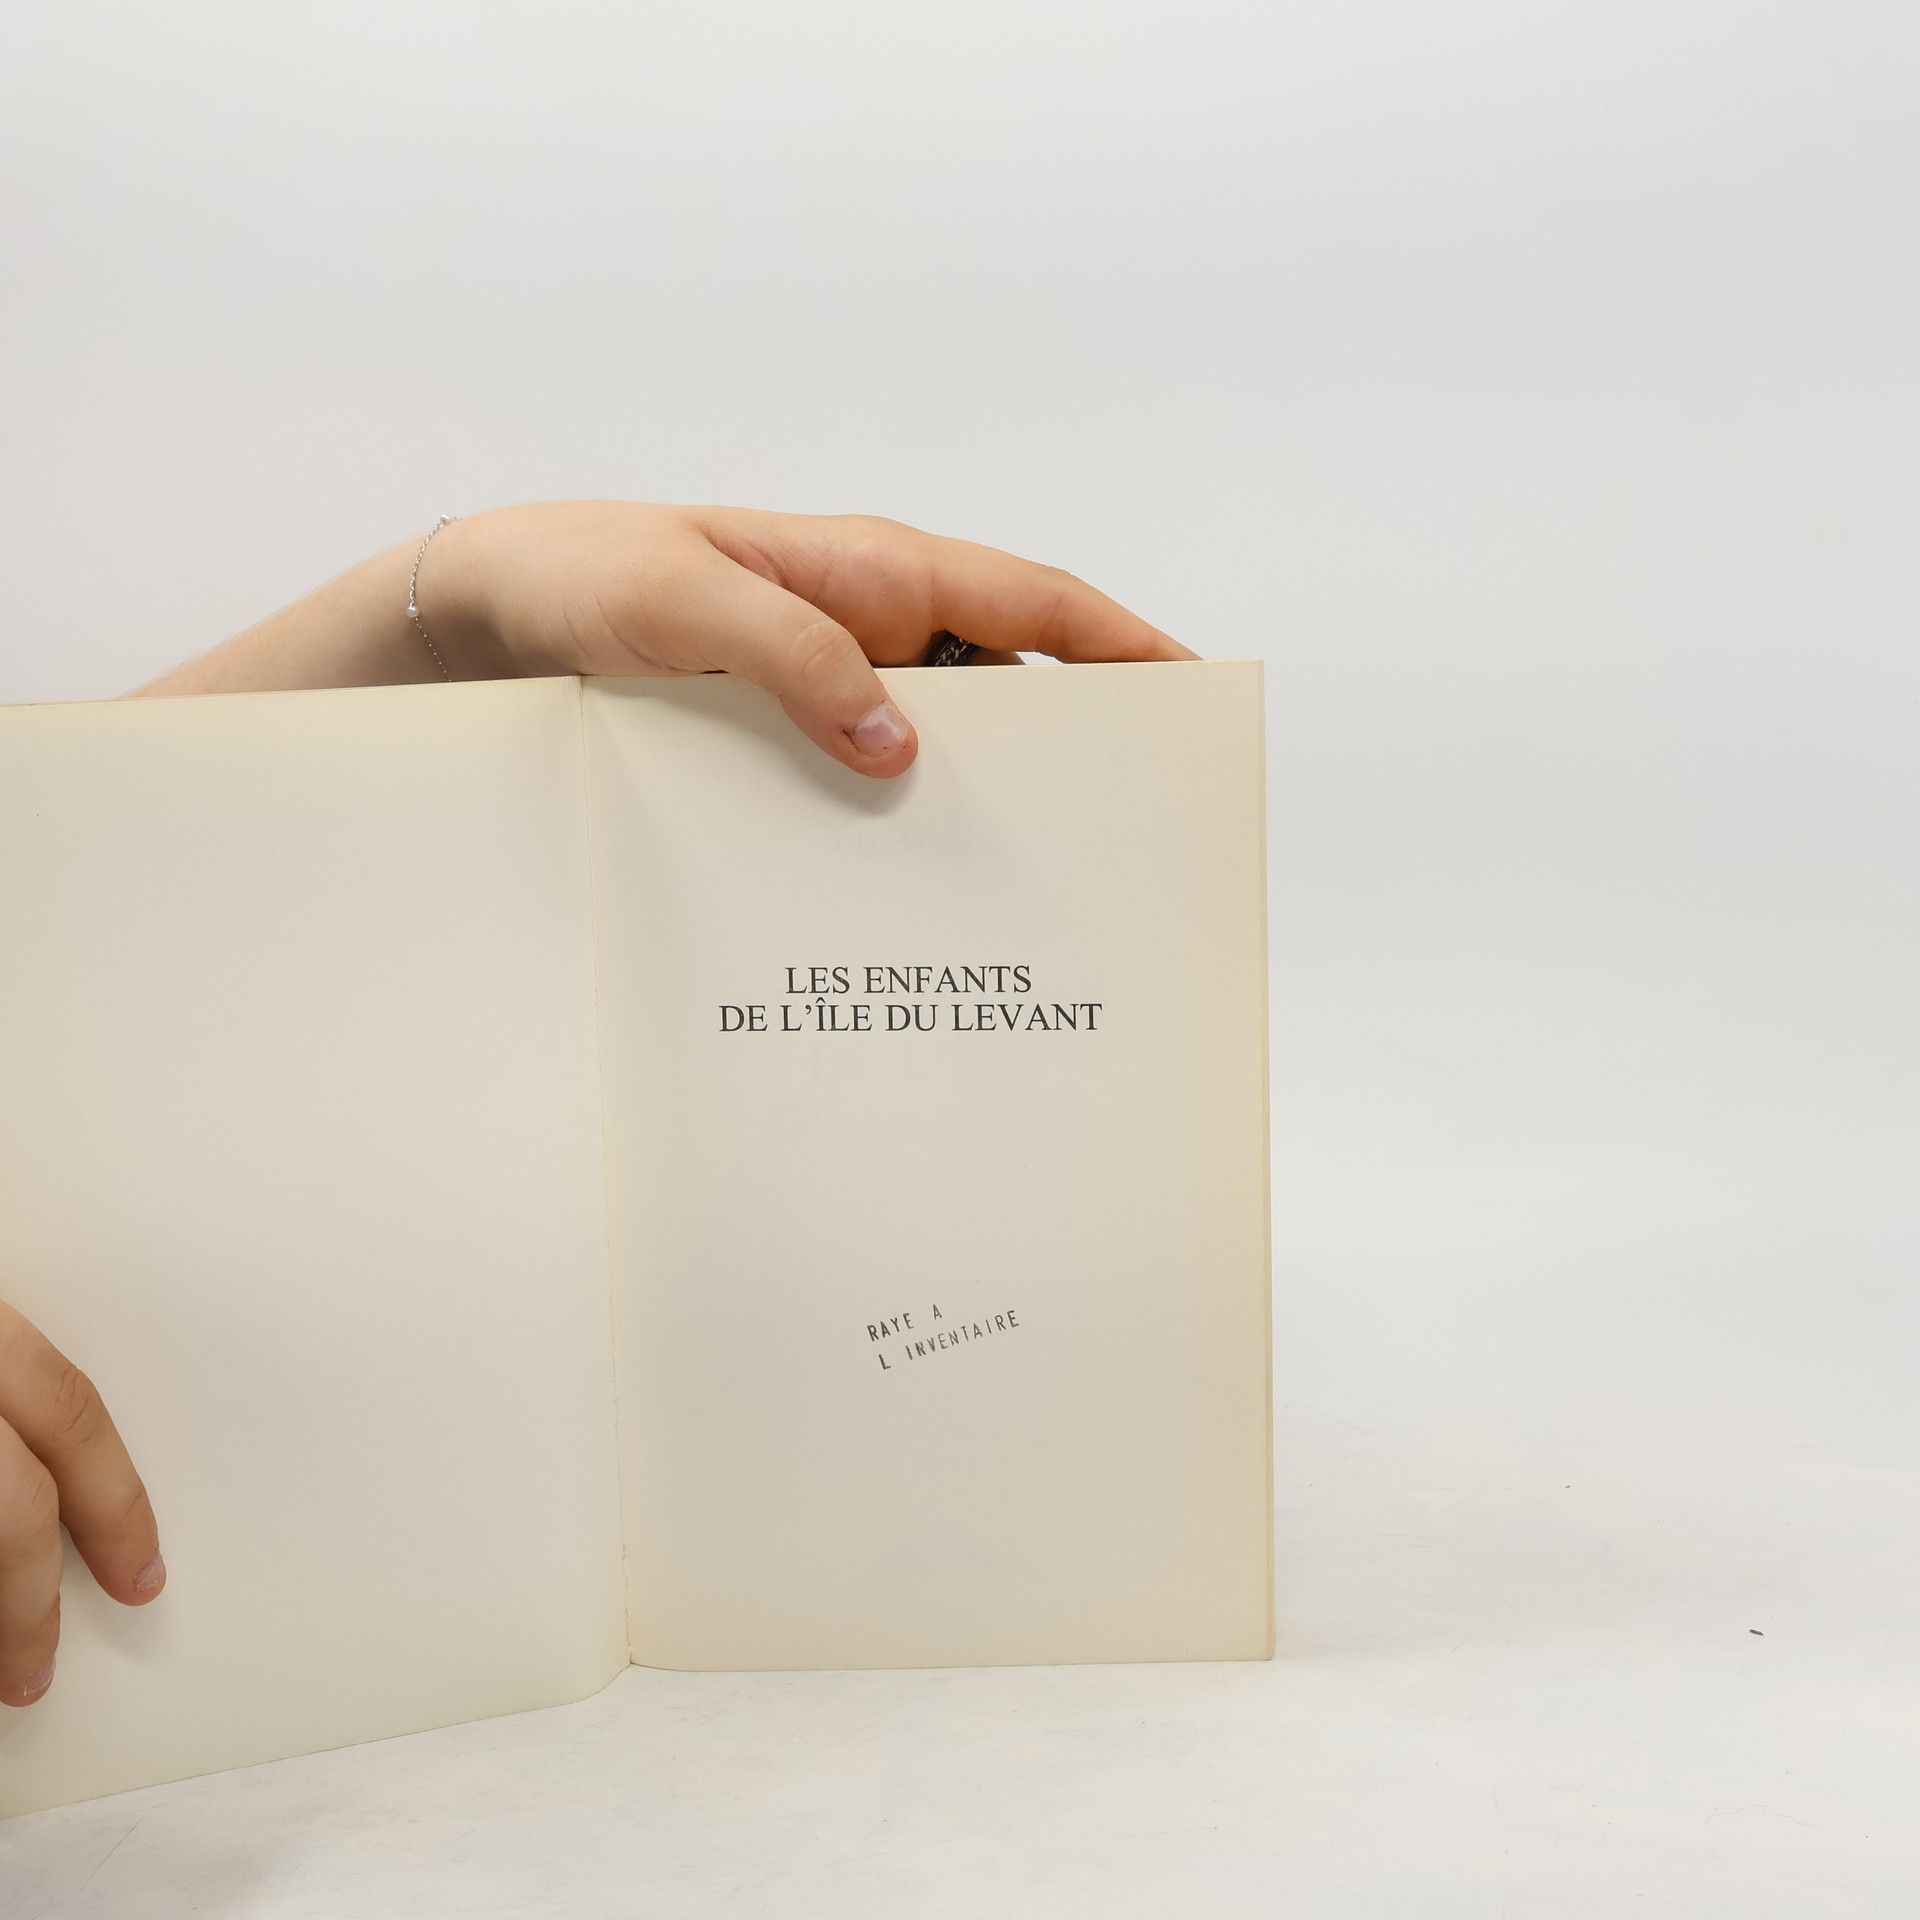 LES ENFANTS
DE L'ÎLE DU LEVANT
RAYE A
L INVENTAIRE